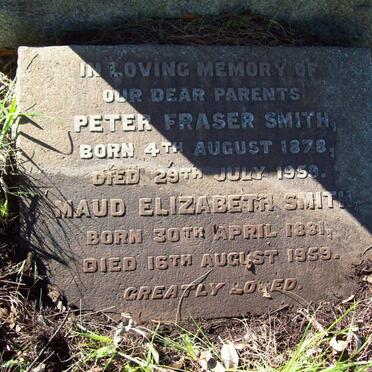 IN LOVING MEMORY OF
OUR DEAR PARENTS
PETER FRASER SMITH,
BORN 4TH AUGUST 1878,
DIED 29TH JULY 1959.
MAUD ELIZABETH SMITH,
BORN 30TH APRIL 1881,
DIED 16TH AUGUST 1959.
GREATLY LOVED.